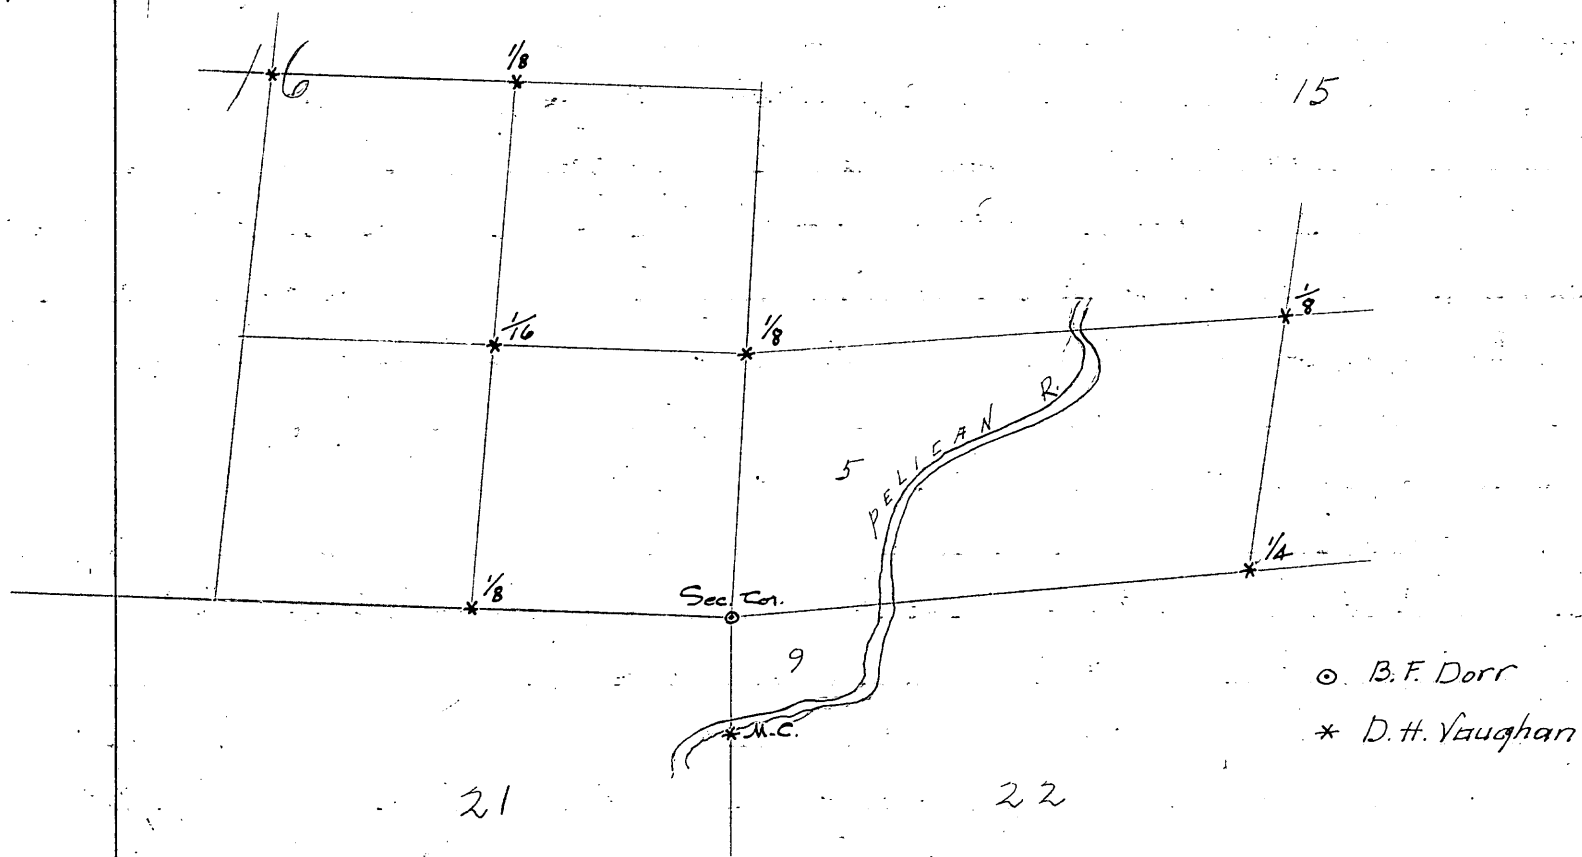 16
1/8
15
1/16
1/8
1/8
5
PELICAN R.
1/8
1/4
Sec. Cor.
9
⊙ B.F. Dorr
M.C.
* D.H. Vaughan
21
22